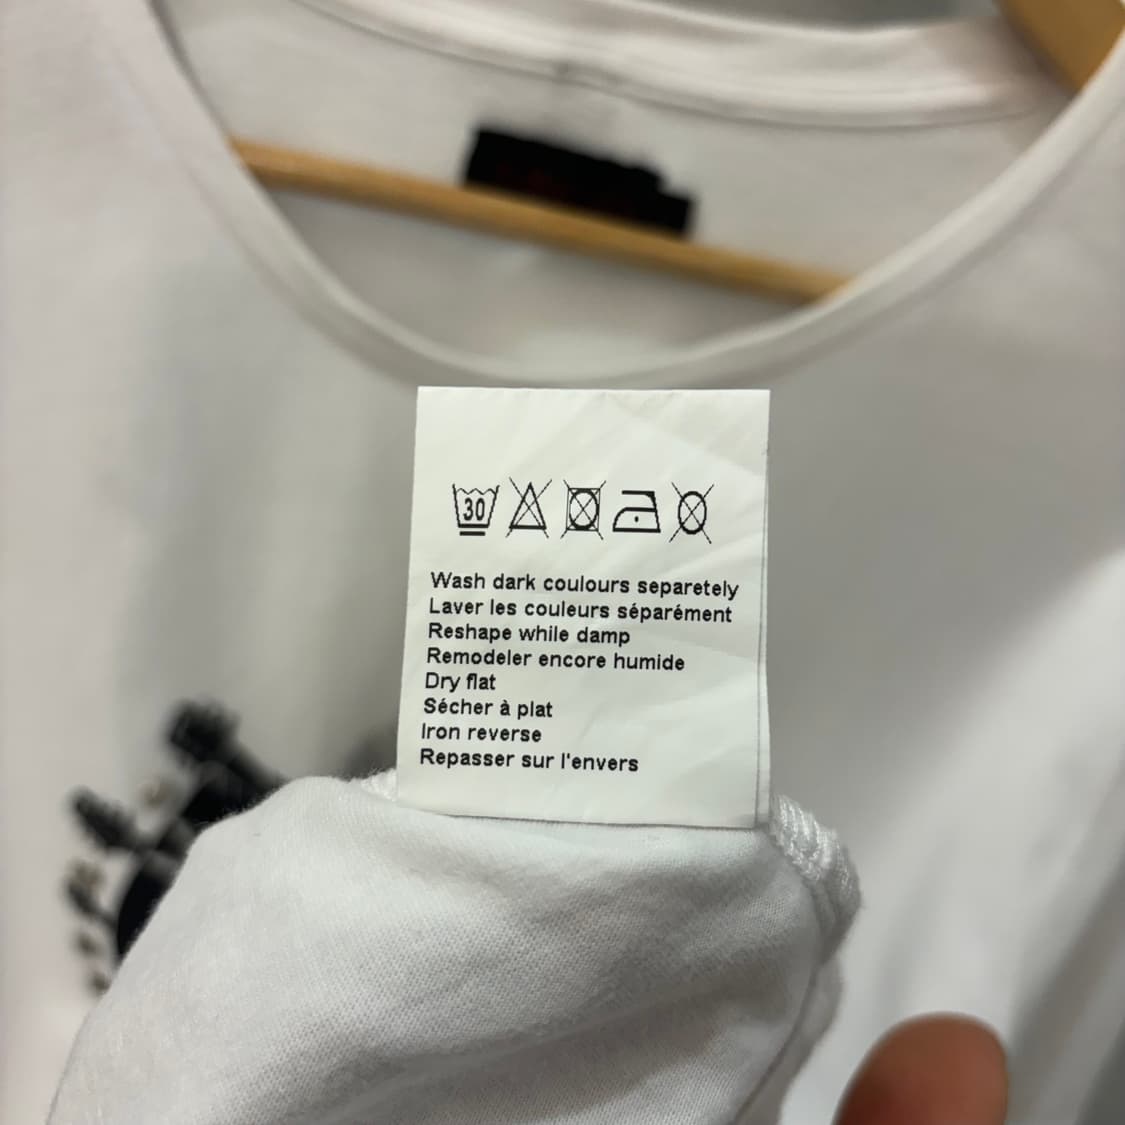 30
Wash dark coulours separetely
Laver les couleurs séparément
Reshape while damp
Remodeler encore humide
Dry flat
Sécher à plat
Iron reverse
Repasser sur l'envers